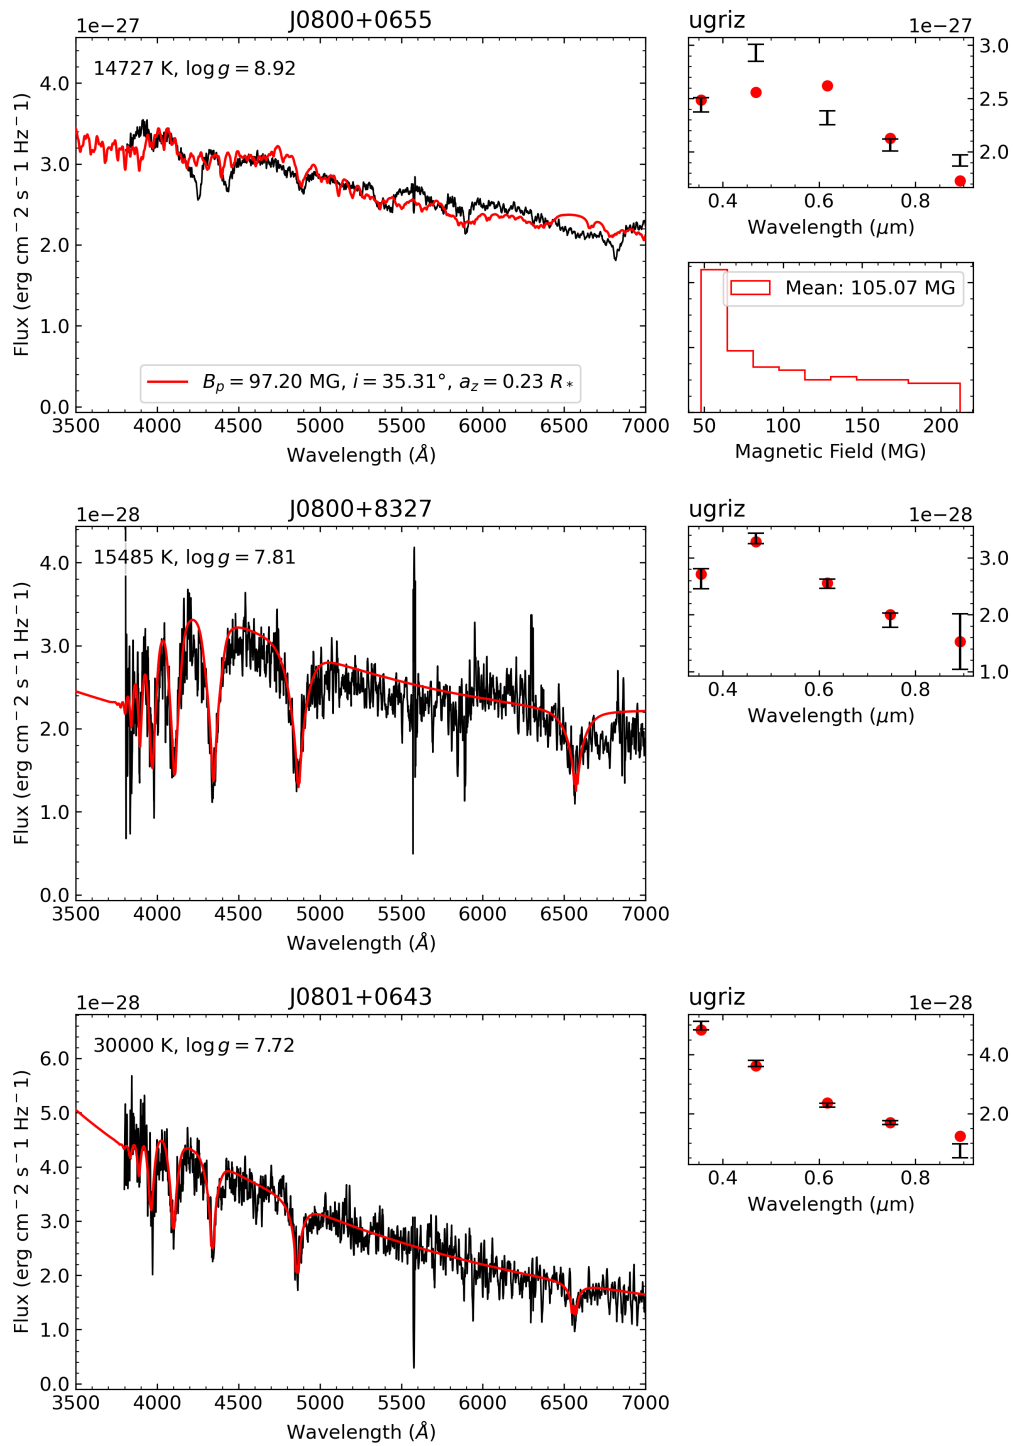 J0800+0655
1e−27
14727 K, log g = 8.92
4.0
3.0
2.0
1.0
0.0
Flux (erg cm−2 s−1 Hz−1)
B_p = 97.20 MG, i = 35.31°, a_z = 0.23 R_*
3500 4000 4500 5000 5500 6000 6500 7000
Wavelength (Å)
ugriz
1e−27
3.0
2.5
2.0
0.4 0.6 0.8
Wavelength (μm)
Mean: 105.07 MG
50 100 150 200
Magnetic Field (MG)
J0800+8327
1e−28
15485 K, log g = 7.81
4.0
3.0
2.0
1.0
0.0
Flux (erg cm−2 s−1 Hz−1)
3500 4000 4500 5000 5500 6000 6500 7000
Wavelength (Å)
ugriz
1e−28
3.0
2.0
1.0
0.4 0.6 0.8
Wavelength (μm)
J0801+0643
1e−28
30000 K, log g = 7.72
6.0
5.0
4.0
3.0
2.0
1.0
0.0
Flux (erg cm−2 s−1 Hz−1)
3500 4000 4500 5000 5500 6000 6500 7000
Wavelength (Å)
ugriz
1e−28
4.0
2.0
0.4 0.6 0.8
Wavelength (μm)